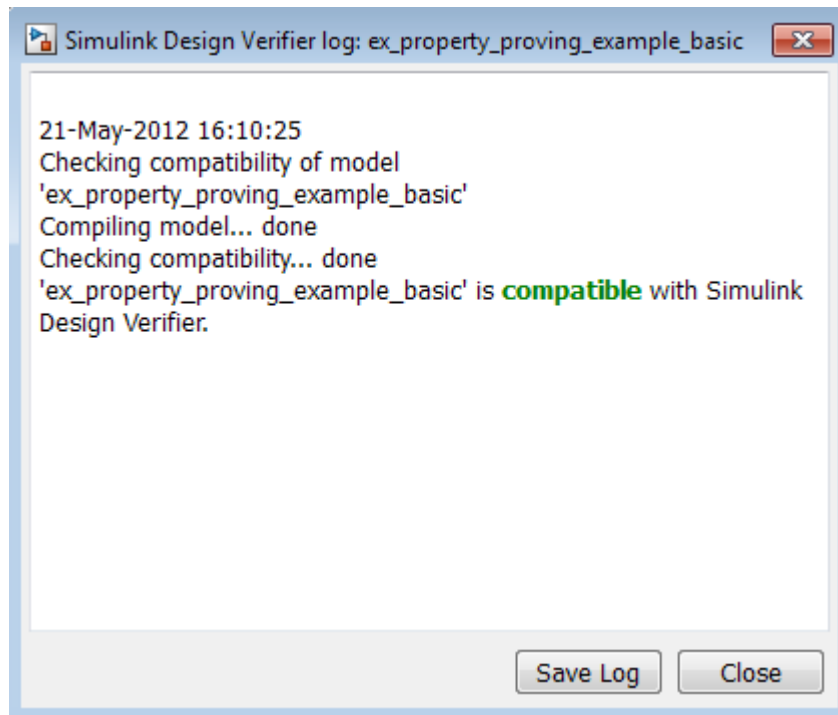 Simulink Design Verifier log: ex_property_proving_example_basic
21-May-2012 16:10:25
Checking compatibility of model
'ex_property_proving_example_basic'
Compiling model... done
Checking compatibility... done
'ex_property_proving_example_basic' is compatible with Simulink
Design Verifier.
Save Log Close